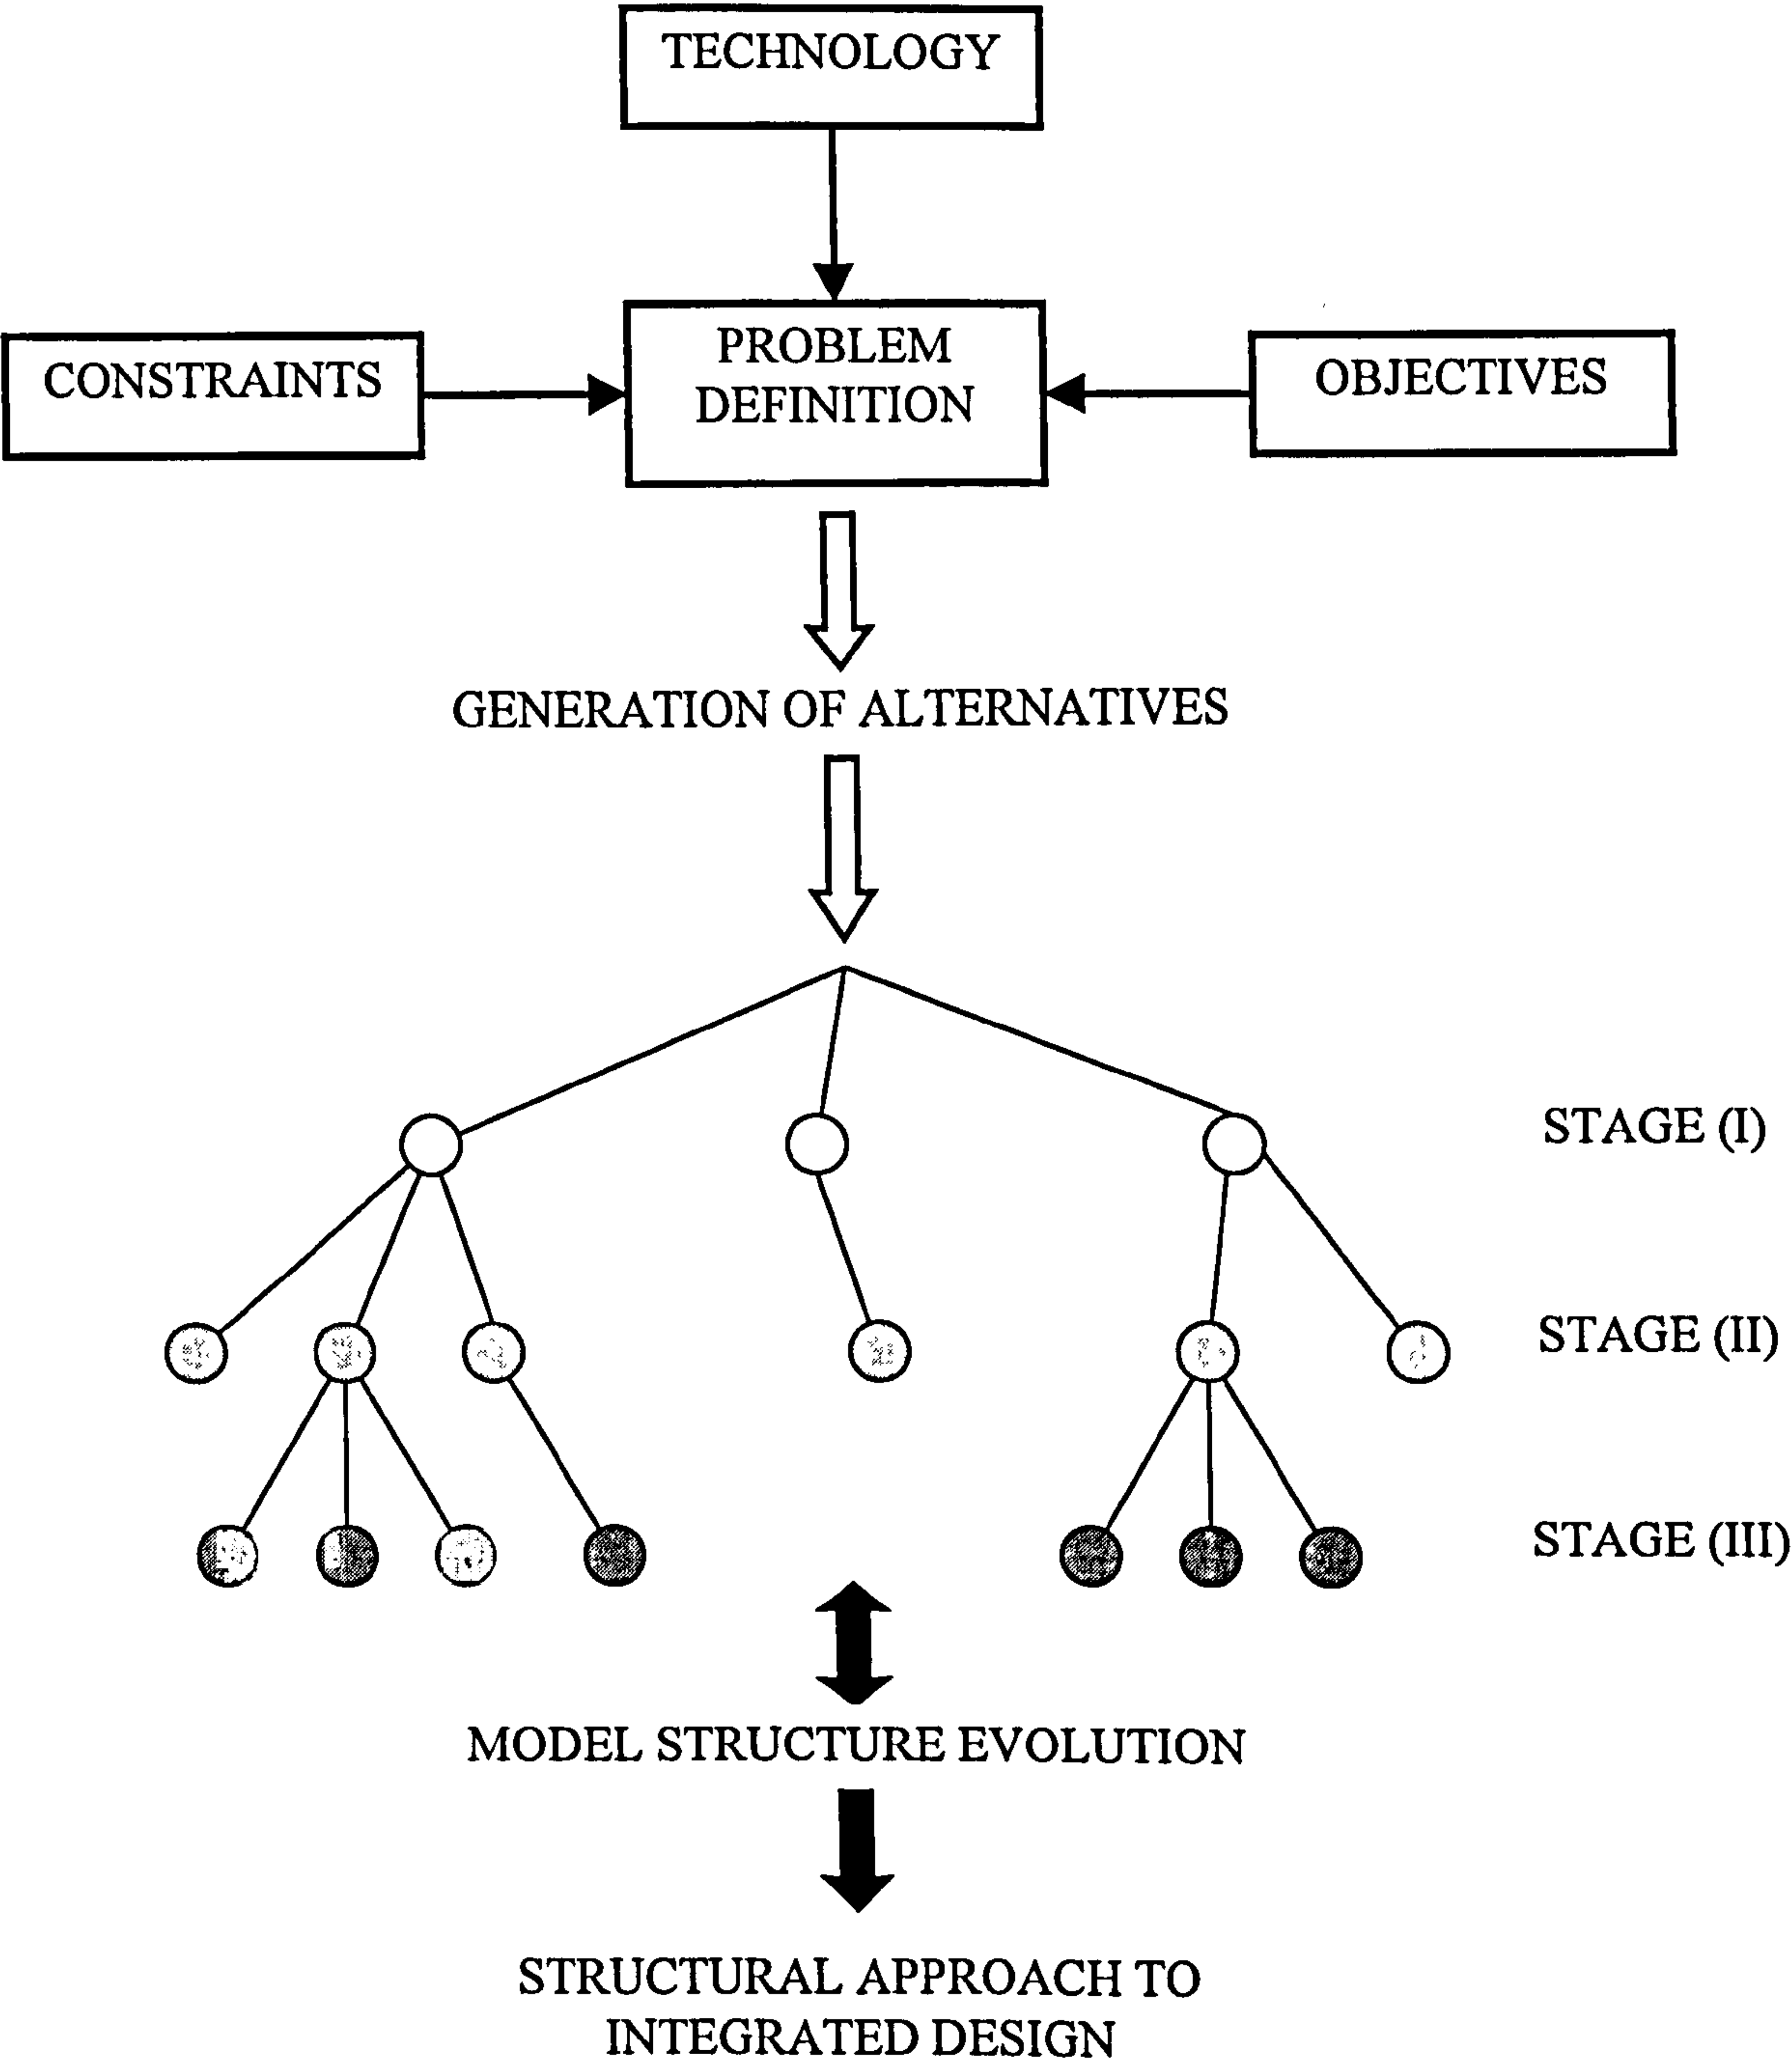 TECHNOLOGY
CONSTRAINTS
PROBLEM
DEFINITION
OBJECTIVES
GENERATION OF ALTERNATIVES
STAGE (I)
STAGE (II)
STAGE (III)
MODEL STRUCTURE EVOLUTION
STRUCTURAL APPROACH TO
INTEGRATED DESIGN